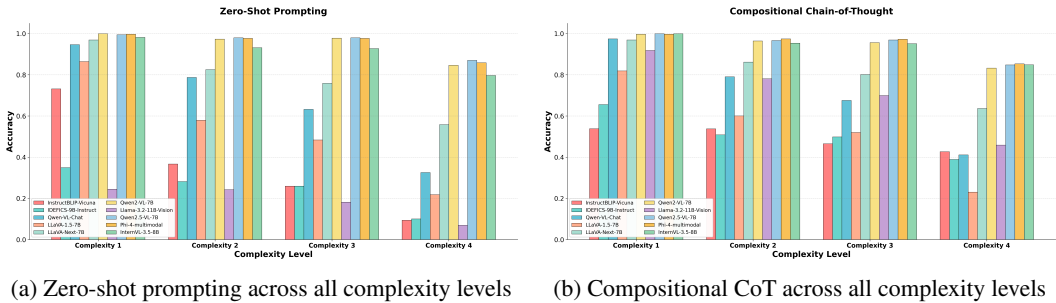 Zero-Shot Prompting
1.0
0.8
0.6
0.4
0.2
0.0
Accuracy
InstructBLIP-Vicuna
IDEFICS-9B-Instruct
Qwen-VL-Chat
LLaVA-1.5-7B
LLaVA-Next-7B
Qwen2-VL-7B
Llama-3.2-11B-Vision
Qwen2.5-VL-7B
Phi-4-multimodal
InternVL-3.5-8B
Complexity 1
Complexity 2
Complexity 3
Complexity 4
Complexity Level
(a) Zero-shot prompting across all complexity levels
Compositional Chain-of-Thought
1.0
0.8
0.6
0.4
0.2
0.0
Accuracy
InstructBLIP-Vicuna
IDEFICS-9B-Instruct
Qwen-VL-Chat
LLaVA-1.5-7B
LLaVA-Next-7B
Qwen2-VL-7B
Llama-3.2-11B-Vision
Qwen2.5-VL-7B
Phi-4-multimodal
InternVL-3.5-8B
Complexity 1
Complexity 2
Complexity 3
Complexity 4
Complexity Level
(b) Compositional CoT across all complexity levels